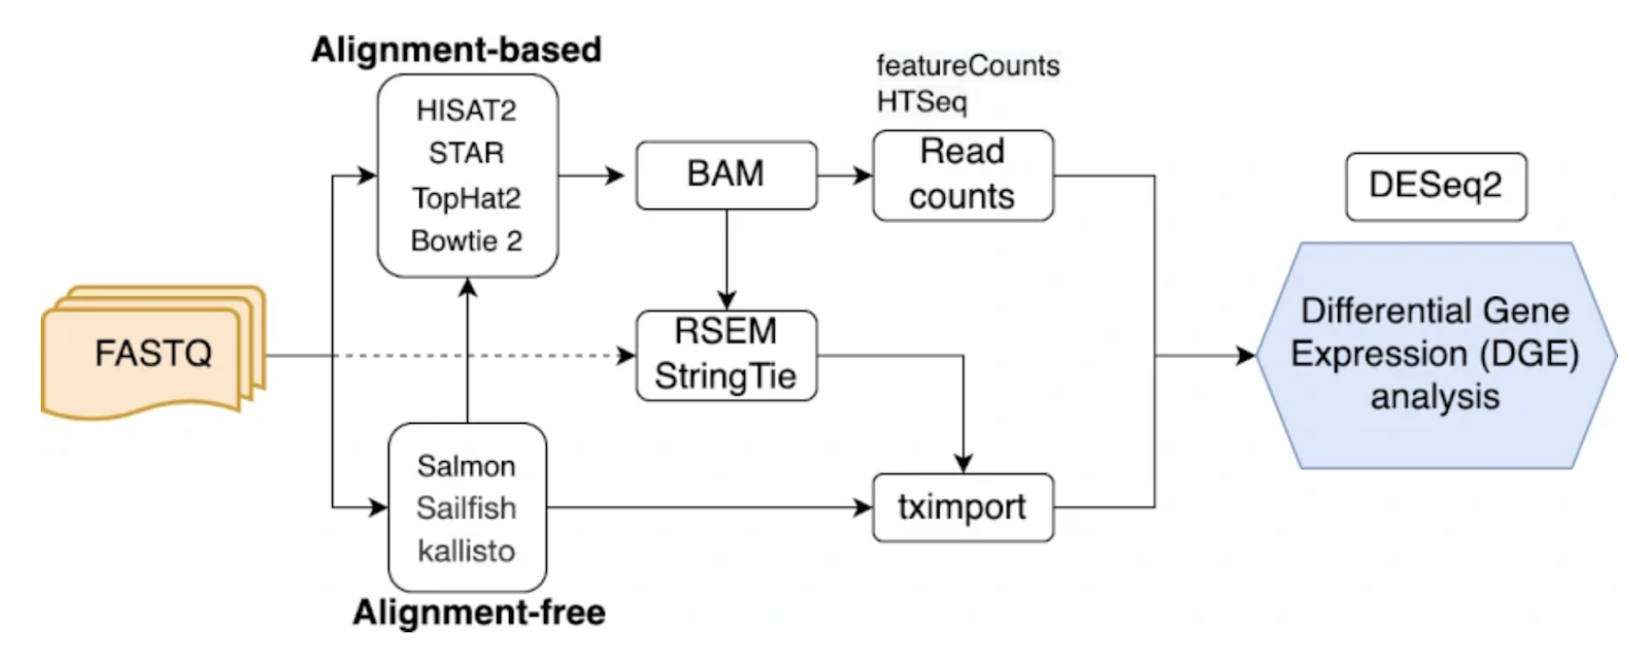 Alignment-based
HISAT2
STAR
TopHat2
Bowtie 2
featureCounts
HTSeq
BAM
Read
counts
DESeq2
FASTQ
RSEM
StringTie
Differential Gene
Expression (DGE)
analysis
Salmon
Sailfish
kallisto
tximport
Alignment-free